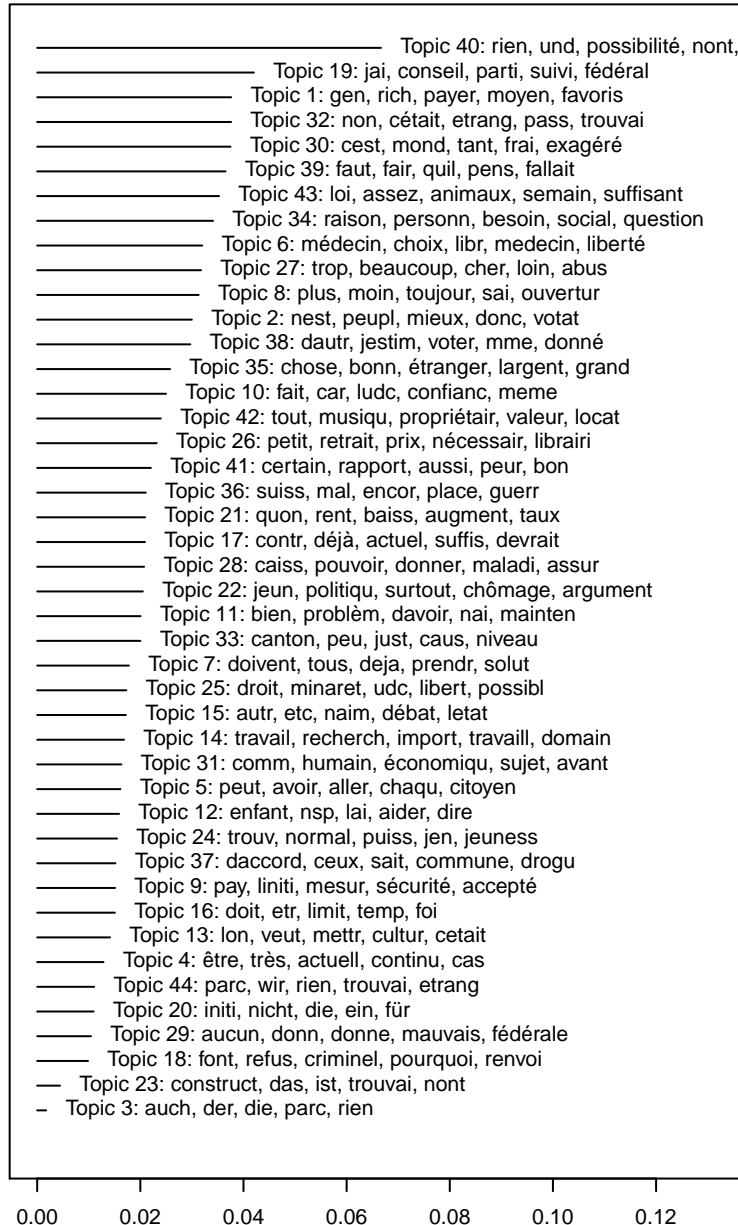 Topic 40: rien, und, possibilité, nont,
Topic 19: jai, conseil, parti, suivi, fédéral
Topic 1: gen, rich, payer, moyen, favoris
Topic 32: non, cétait, etrang, pass, trouvai
Topic 30: cest, mond, tant, frai, exagéré
Topic 39: faut, fair, quil, pens, fallait
Topic 43: loi, assez, animaux, semain, suffisant
Topic 34: raison, personn, besoin, social, question
Topic 6: médecin, choix, libr, medecin, liberté
Topic 27: trop, beaucoup, cher, loin, abus
Topic 8: plus, moin, toujour, sai, ouvertur
Topic 2: nest, peupl, mieux, donc, votat
Topic 38: dautr, jestim, voter, mme, donné
Topic 35: chose, bonn, étranger, largent, grand
Topic 10: fait, car, ludc, confianc, meme
Topic 42: tout, musiqu, propriétair, valeur, locat
Topic 26: petit, retrait, prix, nécessair, librairi
Topic 41: certain, rapport, aussi, peur, bon
Topic 36: suiss, mal, encor, place, guerr
Topic 21: quon, rent, baiss, augment, taux
Topic 17: contr, déjà, actuel, suffis, devrait
Topic 28: caiss, pouvoir, donner, maladi, assur
Topic 22: jeun, politiqu, surtout, chômage, argument
Topic 11: bien, problèm, davoir, nai, mainten
Topic 33: canton, peu, just, caus, niveau
Topic 7: doivent, tous, deja, prendr, solut
Topic 25: droit, minaret, udc, libert, possibl
Topic 15: autr, etc, naim, débat, letat
Topic 14: travail, recherch, import, travaill, domain
Topic 31: comm, humain, économiqu, sujet, avant
Topic 5: peut, avoir, aller, chaqu, citoyen
Topic 12: enfant, nsp, lai, aider, dire
Topic 24: trouv, normal, puiss, jen, jeuness
Topic 37: daccord, ceux, sait, commune, drogu
Topic 9: pay, liniti, mesur, sécurité, accepté
Topic 16: doit, etr, limit, temp, foi
Topic 13: lon, veut, mettr, cultur, cetait
Topic 4: être, très, actuell, continu, cas
Topic 44: parc, wir, rien, trouvai, etrang
Topic 20: initi, nicht, die, ein, für
Topic 29: aucun, donn, donne, mauvais, fédérale
Topic 18: font, refus, criminel, pourquoi, renvoi
Topic 23: construct, das, ist, trouvai, nont
Topic 3: auch, der, die, parc, rien
0.00 0.02 0.04 0.06 0.08 0.10 0.12